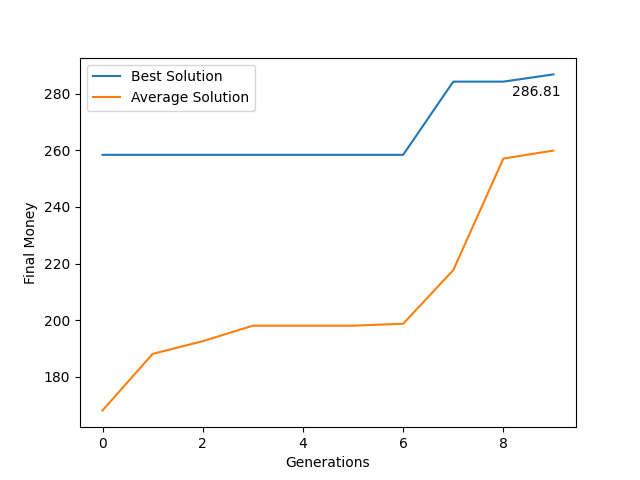 Best Solution
Average Solution
286.81
Final Money
280
260
240
220
200
180
0 2 4 6 8
Generations